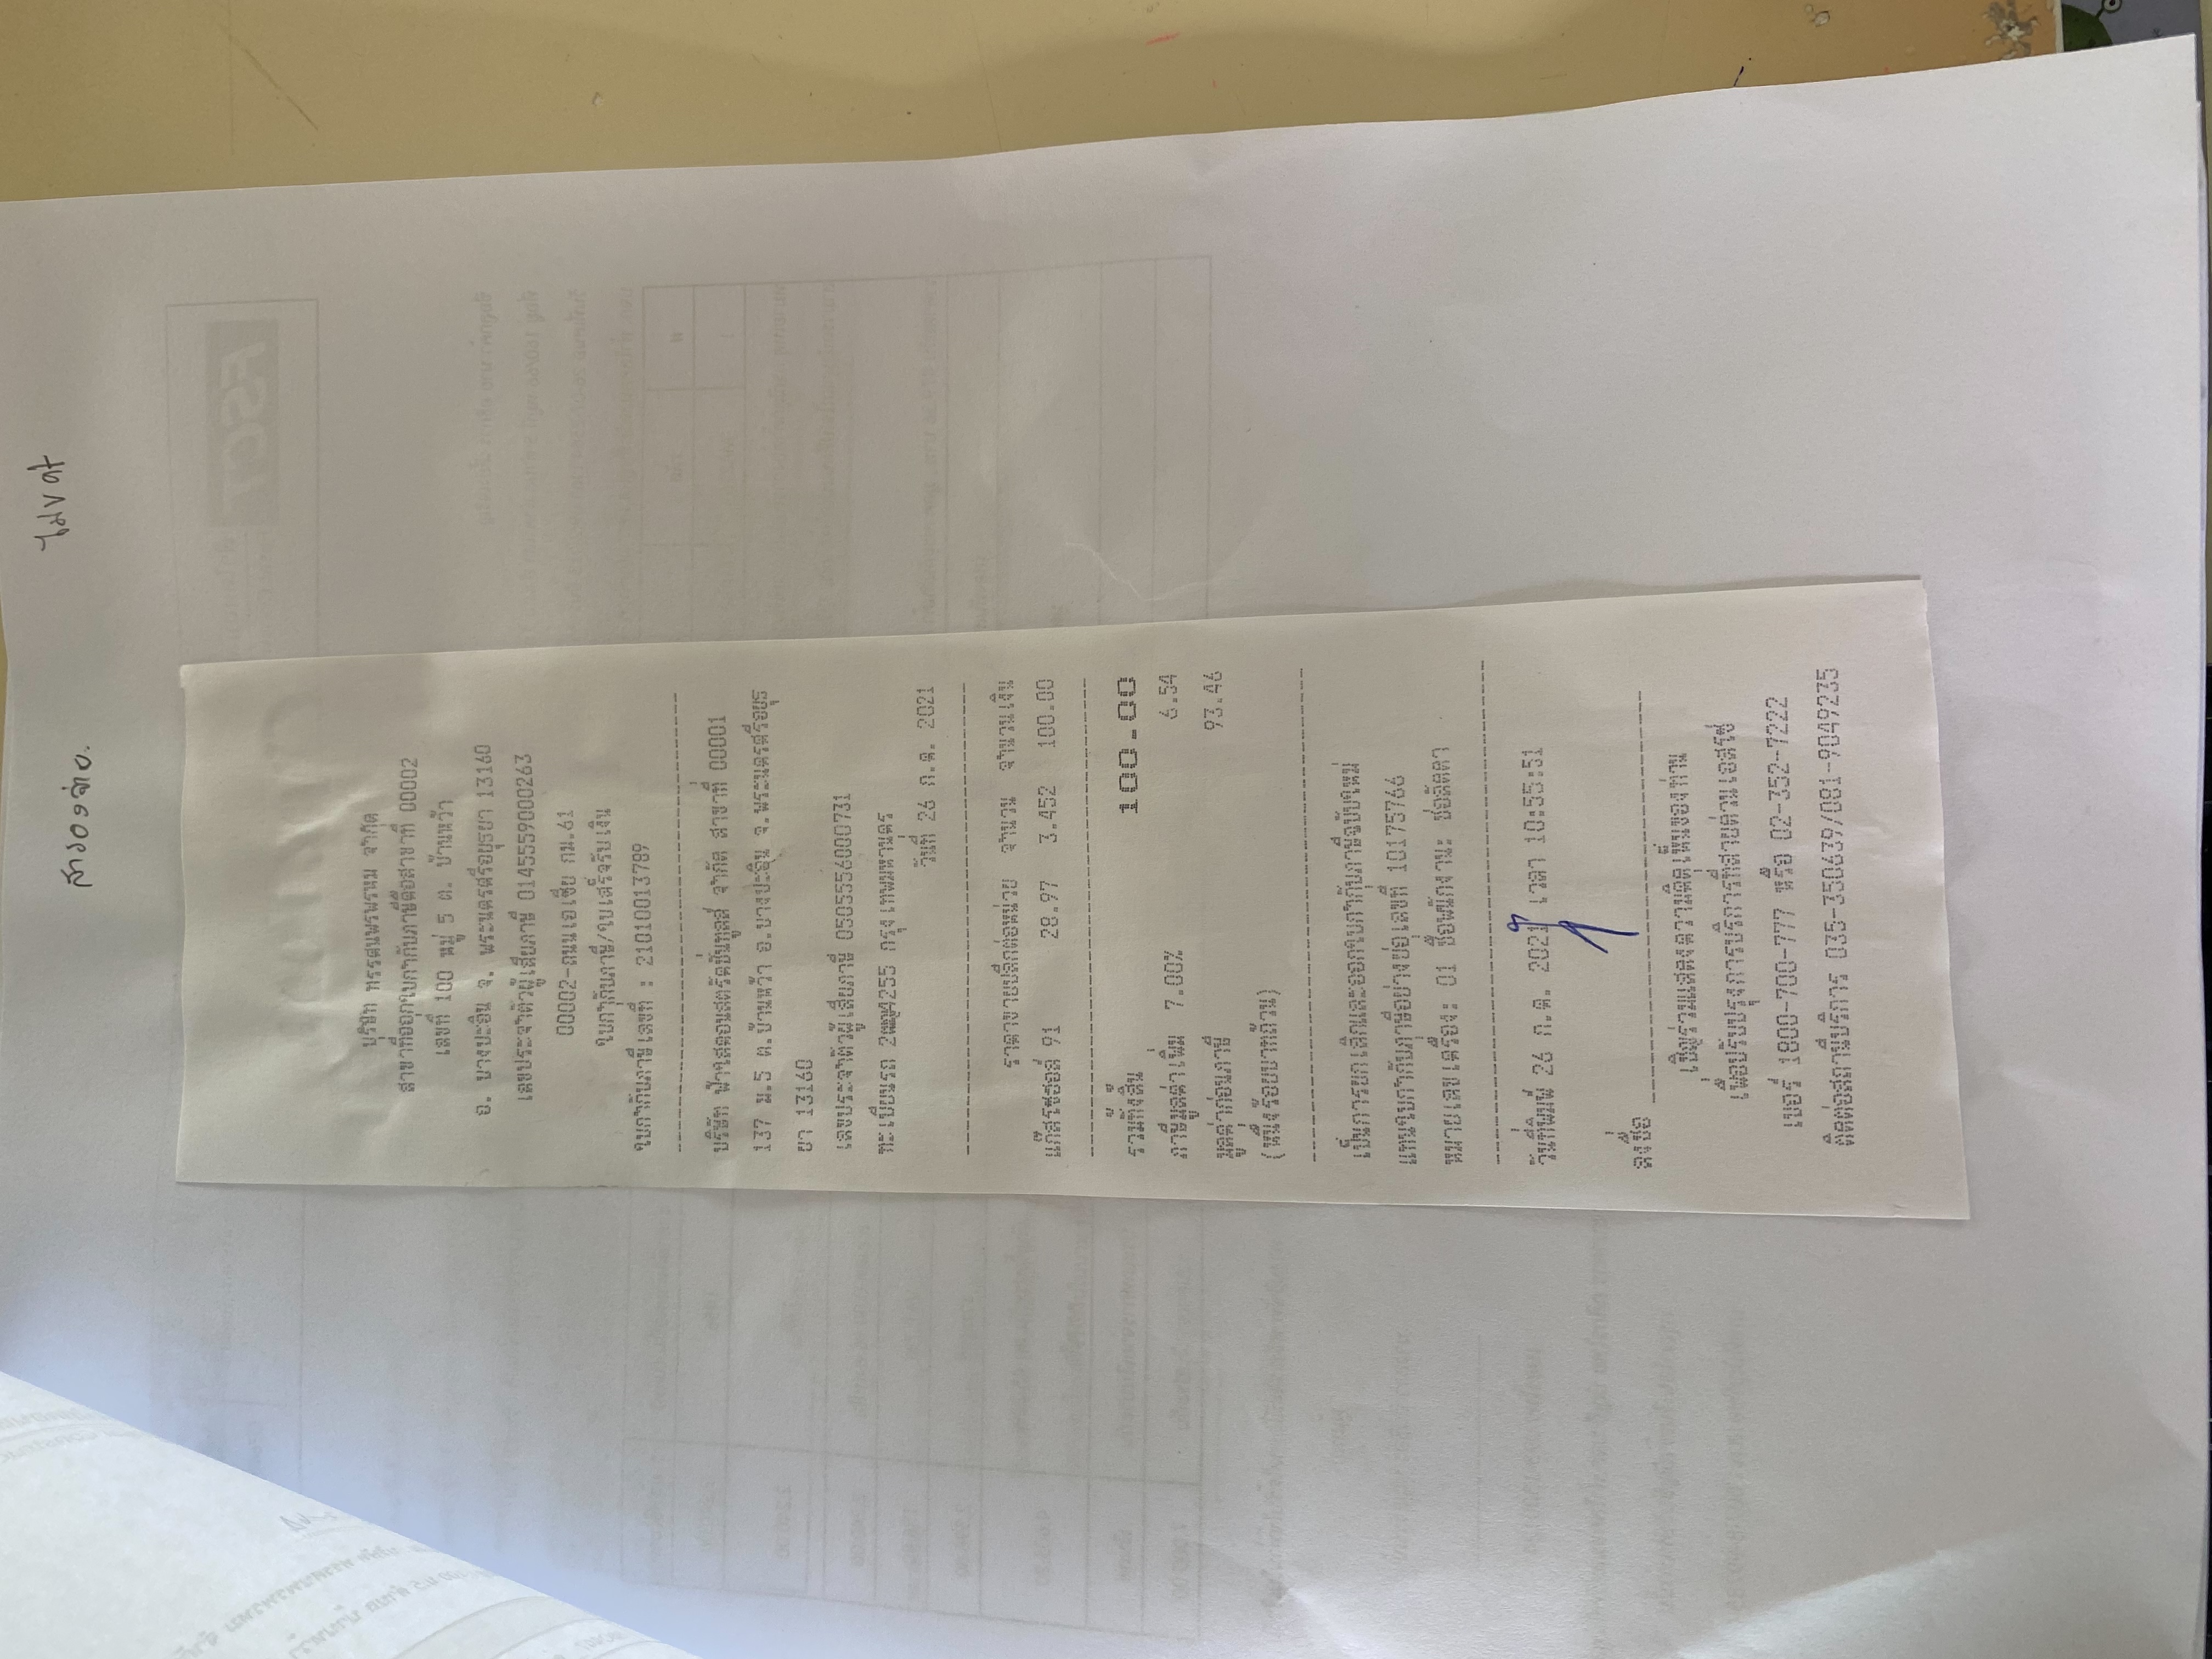 สำรองจ่าย.
บริษัท ทรรศนพรพรหม จำกัด
สาขาที่ออกใบกำกับภาษีคือสาขาที่ 00002
เลขที่ 100 หมู่ 5 ต. บ้านหว้า
อ. บางปะอิน จ. พระนครศรีอยุธยา 13160
เลขประจำตัวผู้เสียภาษี 0145559000263
00002-ถนนเอเซีย กม.61
ใบกำกับภาษี/ใบเสร็จรับเงิน
ใบกำกับภาษีเลขที่ : 21010013789
บริษัท ฟ้าใสคอนสตรัคชั่นทูลส์ จำกัด สาขาที่ 00001
137 ม.5 ต.บ้านหว้า อ.บางปะอิน จ.พระนครศรีอยุธ
ยา 13160
เลขประจำตัวผู้เสียภาษี 0505556000731
ทะเบียนรถ 2ฒญ4255 กรุงเทพมหานคร
วันที่ 26 ก.ค. 2021
ราคาขายปลีกต่อหน่วย จำนวน จำนวนเงิน
แก๊สโซฮอล์ 91 28.97 3.452 100.00
รวมทั้งสิ้น 100.00
ภาษีมูลค่าเพิ่ม 7.00% 6.54
มูลค่าก่อนภาษี 93.46
(หนึ่งร้อยบาทถ้วน)
เป็นการยกเลิกและออกใบกำกับภาษีฉบับใหม่
แทนใบกำกับภาษีอย่างย่อเลขที่ 10175766
หมายเลขเครื่อง: 01 ชื่อพนักงาน: ช่อลัดดา
วันที่พิมพ์ 26 ก.ค. 2021 เวลา 10:55:51
ลงชื่อ
เชิญร่วมแสดงความคิดเห็นของท่าน
เพื่อปรับปรุงการบริการที่สายด่วนเอสโซ่
เบอร์ 1800-700-777 หรือ 02-352-7222
ติดต่อสถานีบริการ 035-350639/081-9049235